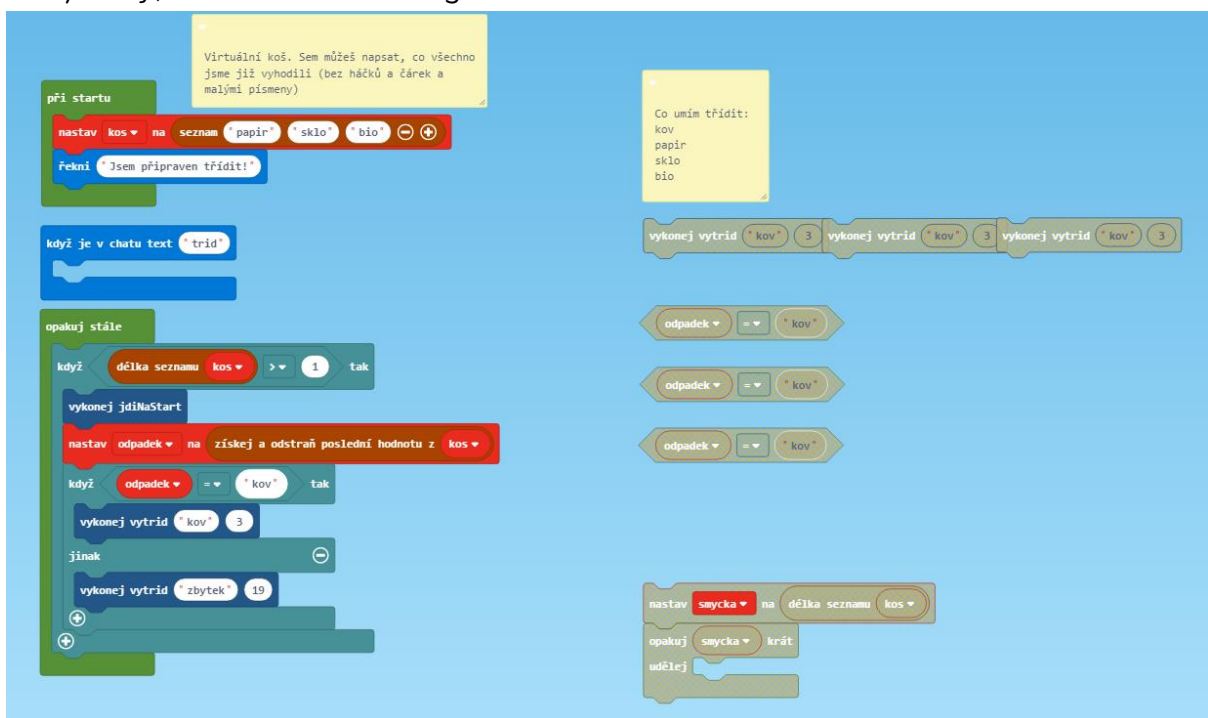 Virtuální koš. Sem můžeš napsat, co všechno
jsme již vyhodili (bez háčků a čárek a
malými písmeny)
při startu
nastav kos na seznam "papir" "sklo" "bio"
řekni "Jsem připraven třídit!"
když je v chatu text "trid"
opakuj stále
když délka seznamu kos > 1 tak
vykonej jdiNaStart
nastav odpadek na získej a odstraň poslední hodnotu z kos
když odpadek = "kov" tak
vykonej vytrid "kov" 3
jinak
vykonej vytrid "zbytek" 19
Co umím třídit:
kov
papir
sklo
bio
vykonej vytrid "kov" 3 vykonej vytrid "kov" 3 vykonej vytrid "kov" 3
odpadek = "kov"
odpadek = "kov"
odpadek = "kov"
nastav smycka na délka seznamu kos
opakuj smycka krát
udělej